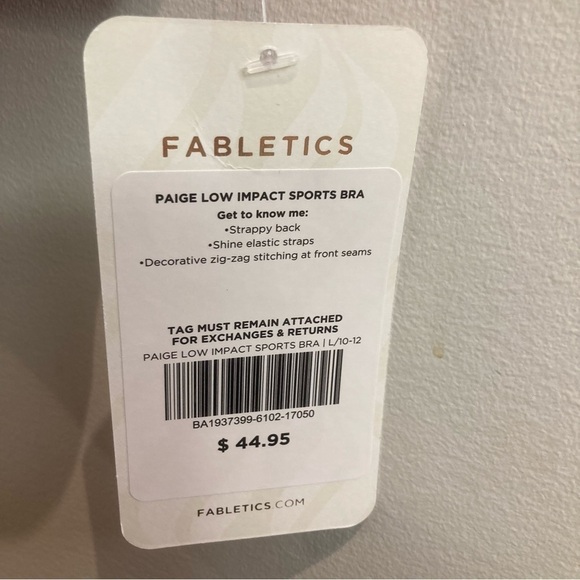 FABLETICS
PAIGE LOW IMPACT SPORTS BRA
Get to know me:
•Strappy back
•Shine elastic straps
•Decorative zig-zag stitching at front seams
TAG MUST REMAIN ATTACHED
FOR EXCHANGES & RETURNS
PAIGE LOW IMPACT SPORTS BRA | L/10-12
BA1937399-6102-17050
$ 44.95
FABLETICS.COM